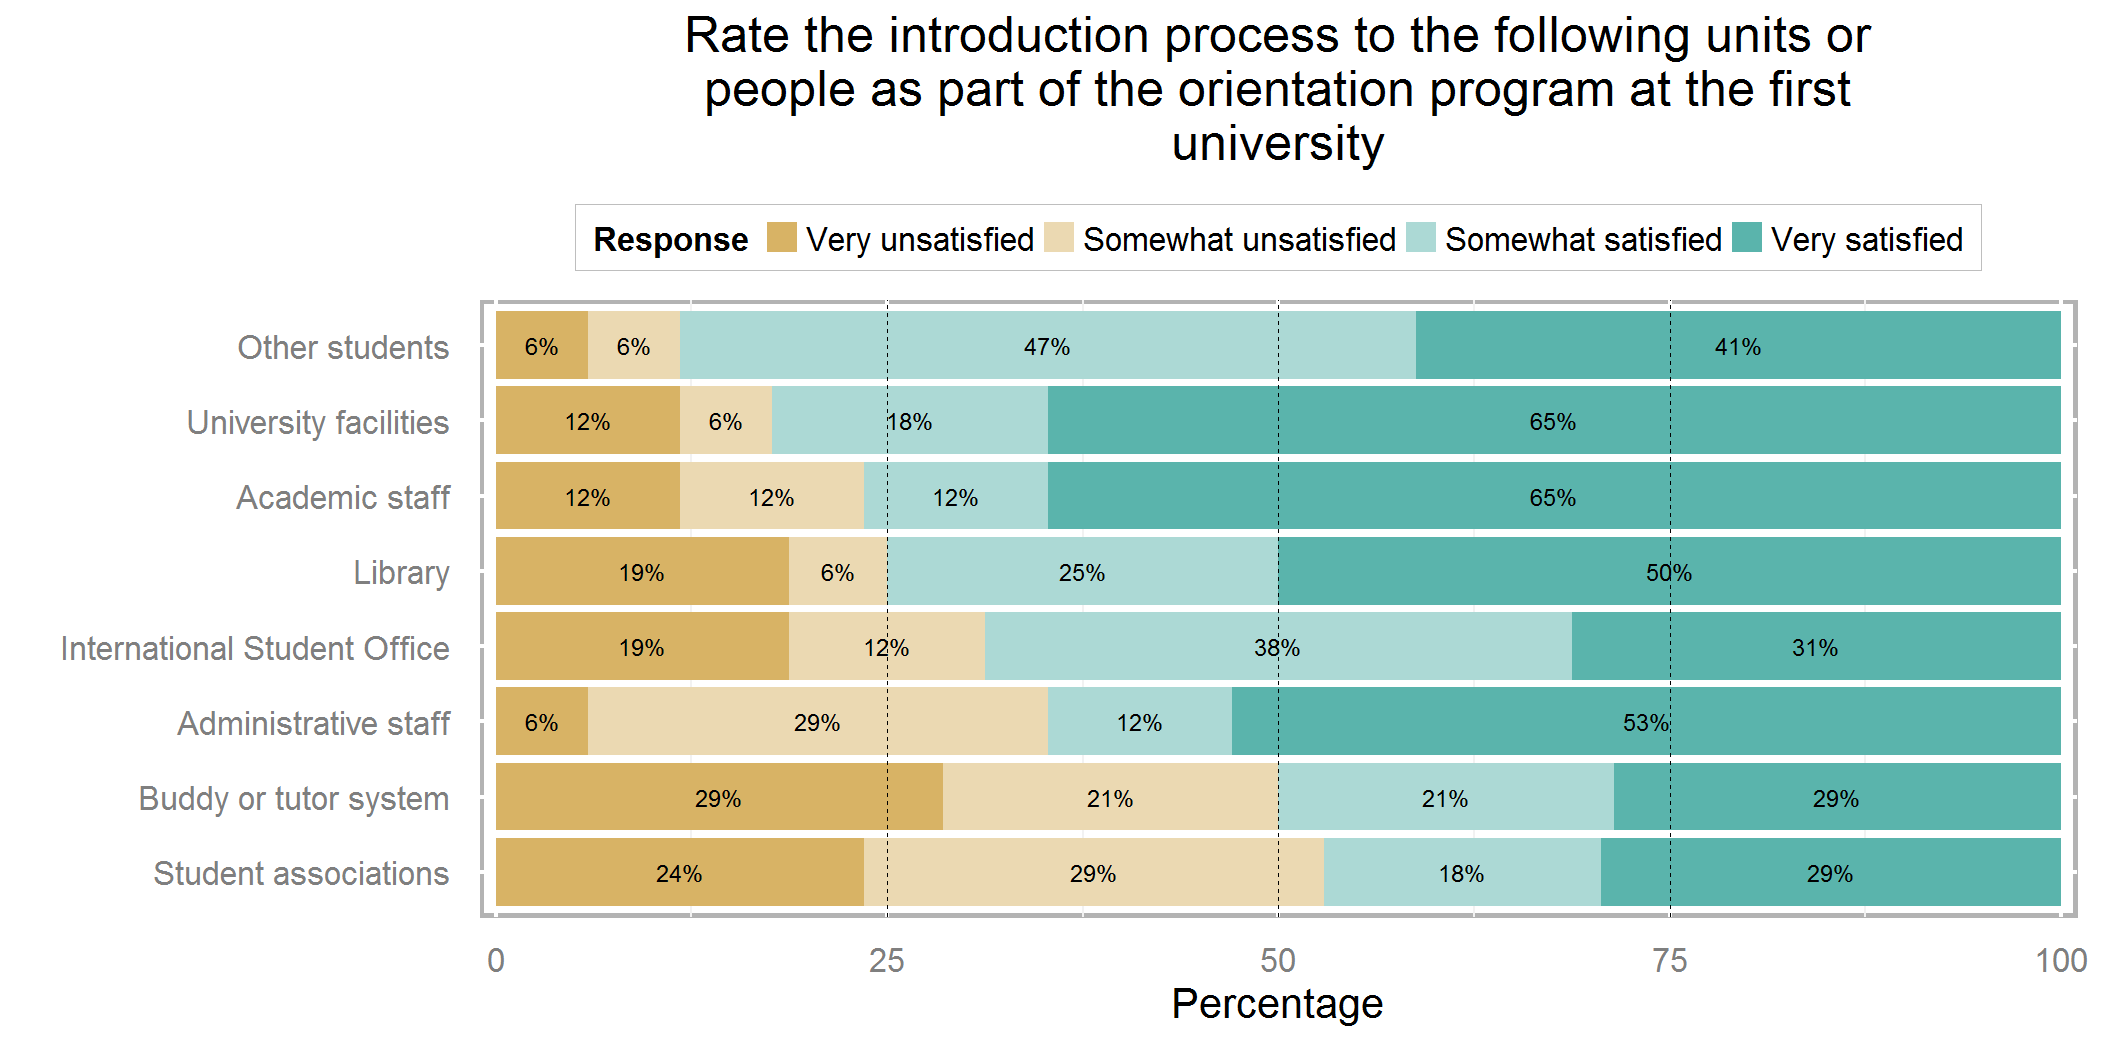 Rate the introduction process to the following units or
people as part of the orientation program at the first
university
Response Very unsatisfied Somewhat unsatisfied Somewhat satisfied Very satisfied
Other students 6% 6% 47% 41%
University facilities 12% 6% 18% 65%
Academic staff 12% 12% 12% 65%
Library 19% 6% 25% 50%
International Student Office 19% 12% 38% 31%
Administrative staff 6% 29% 12% 53%
Buddy or tutor system 29% 21% 21% 29%
Student associations 24% 29% 18% 29%
0 25 50 75 100
Percentage